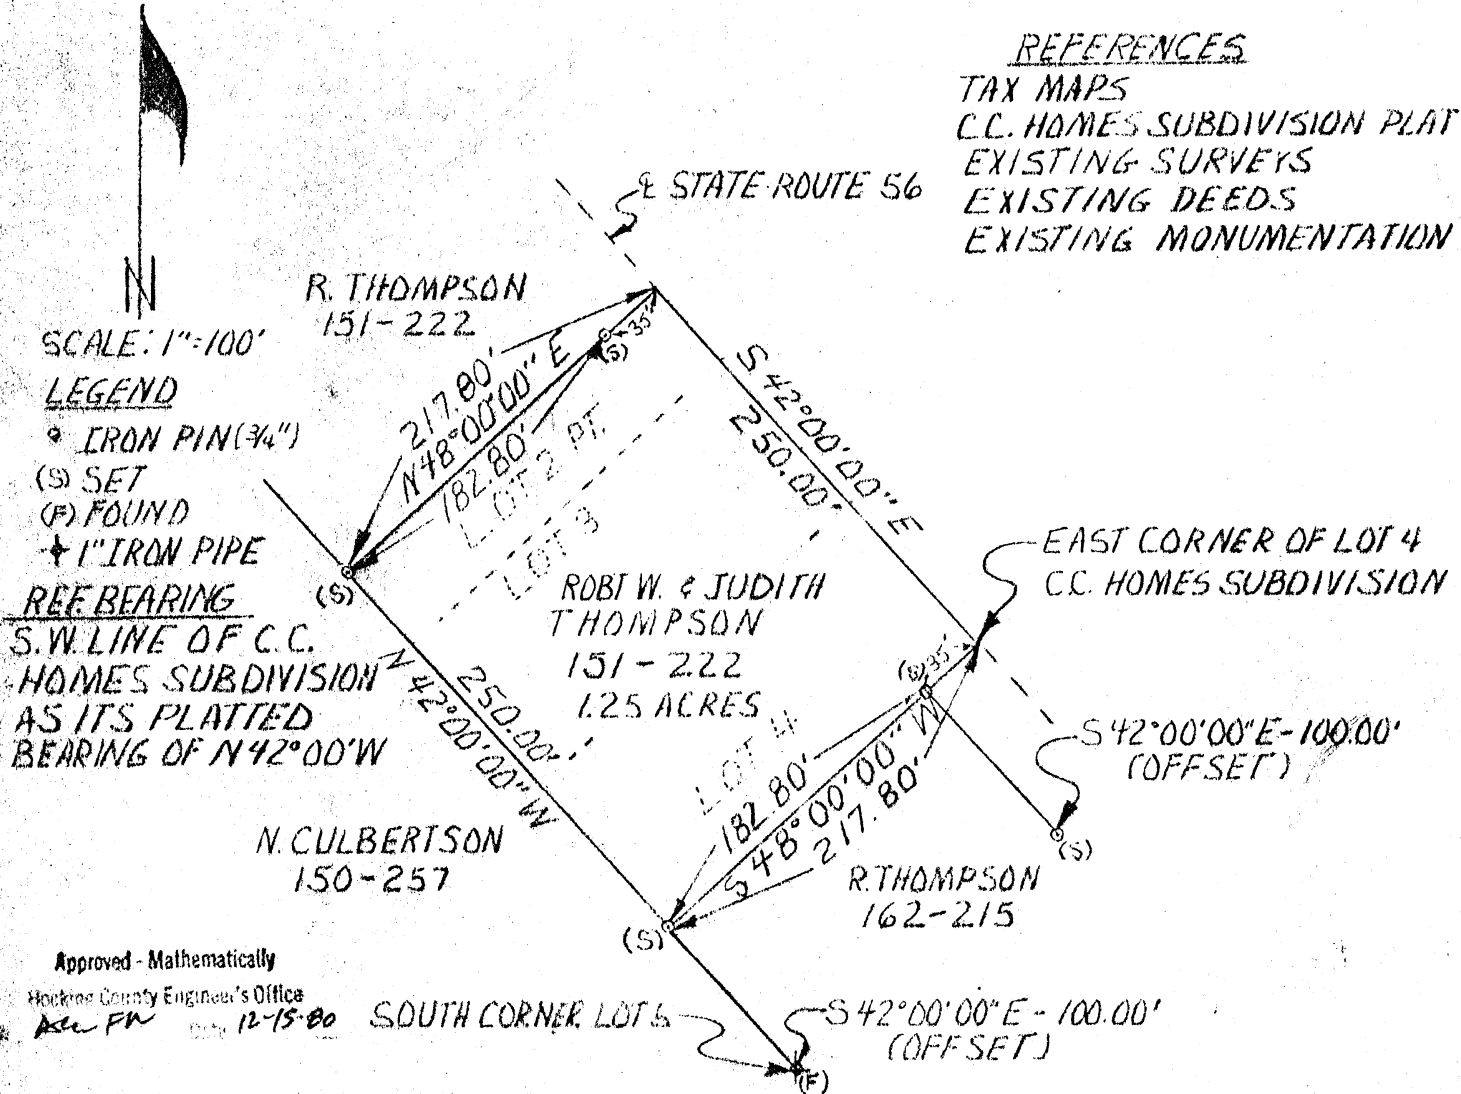 REFERENCES
TAX MAPS
C.C. HOMES SUBDIVISION PLAT
EXISTING SURVEYS
EXISTING DEEDS
EXISTING MONUMENTATION
℄ STATE ROUTE 56
N
R. THOMPSON
151-222
SCALE: 1"=100'
LEGEND
IRON PIN (3/4")
(S) SET
(F) FOUND
1" IRON PIPE
REF BEARING
S.W. LINE OF C.C.
HOMES SUBDIVISION
AS ITS PLATTED
BEARING OF N 42°00'W
35'
(S)
217.80'
N 48°00'00" E
182.80'
LOT 2 PT.
LOT 3
(S)
S 42°00'00" E
250.00'
EAST CORNER OF LOT 4
C.C. HOMES SUBDIVISION
ROBT W. & JUDITH
THOMPSON
151-222
1.25 ACRES
250.00'
N 42°00'00" W
(S)
35'
LOT 4
182.80'
S 48°00'00" W
217.80'
S 42°00'00" E - 100.00'
(OFFSET)
(S)
N. CULBERTSON
150-257
R. THOMPSON
162-215
(S)
Approved - Mathematically
Hocking County Engineer's Office
12-15-80
SOUTH CORNER LOT
S 42°00'00" E - 100.00'
(OFFSET)
(F)